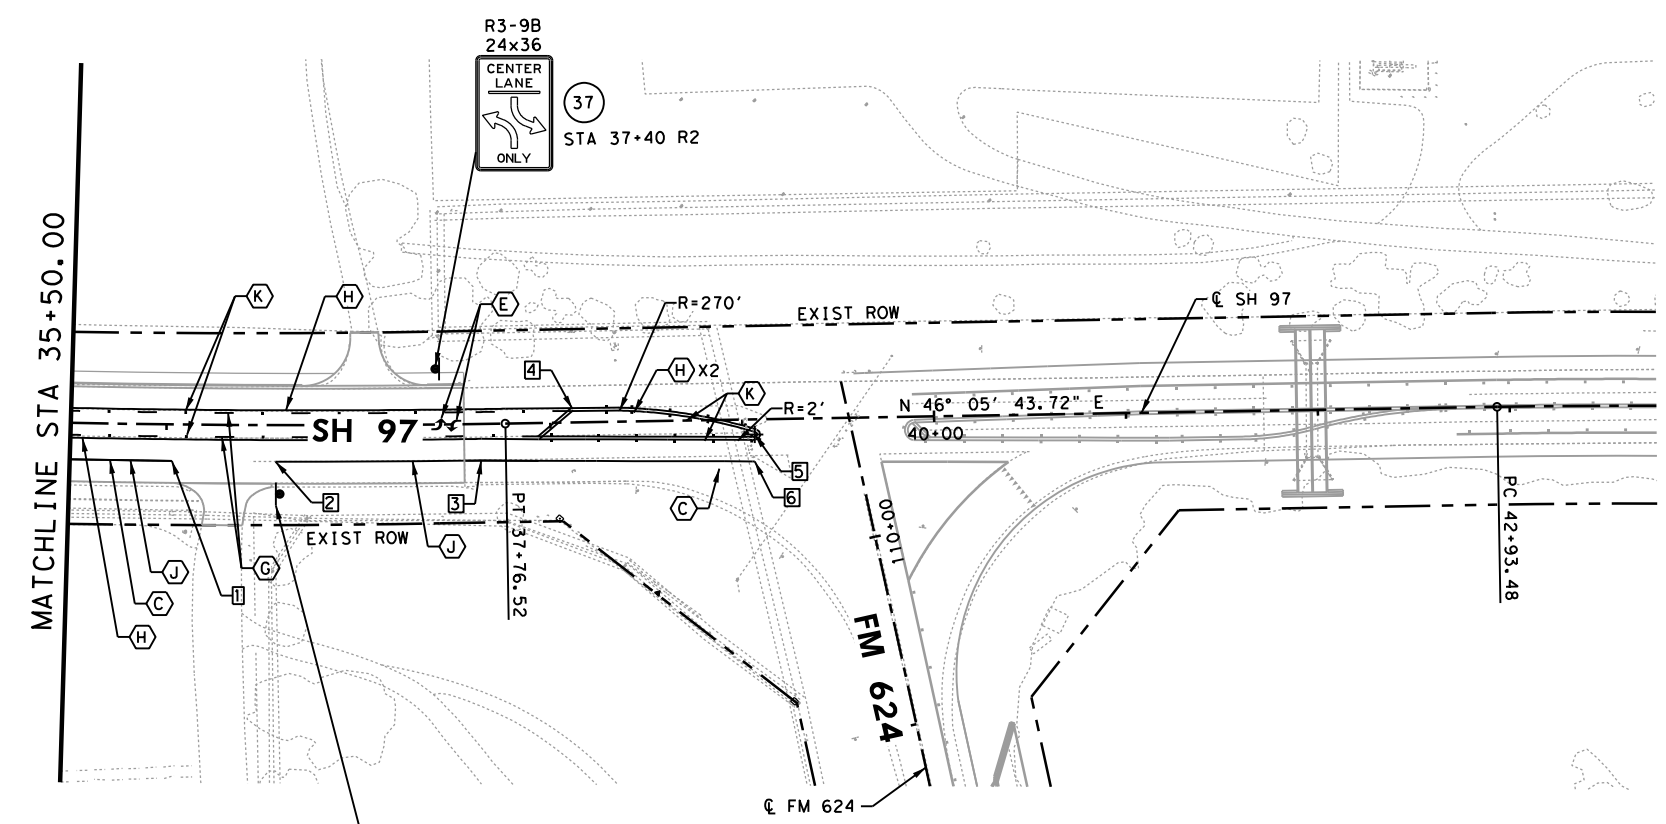 R3-9B
24x36
CENTER
LANE
ONLY
37
STA 37+40 R2
MATCHLINE STA 35+50.00
K
H
E
R=270'
EXIST ROW
℄ SH 97
4
H X2
K
R=2'
N 46° 05' 43.72" E
SH 97
40+00
5
6
2
3
C
PT 37+76.52
EXIST ROW
J
110+00
PC 42+93.48
J
G
C
1
H
FM 624
℄ FM 624